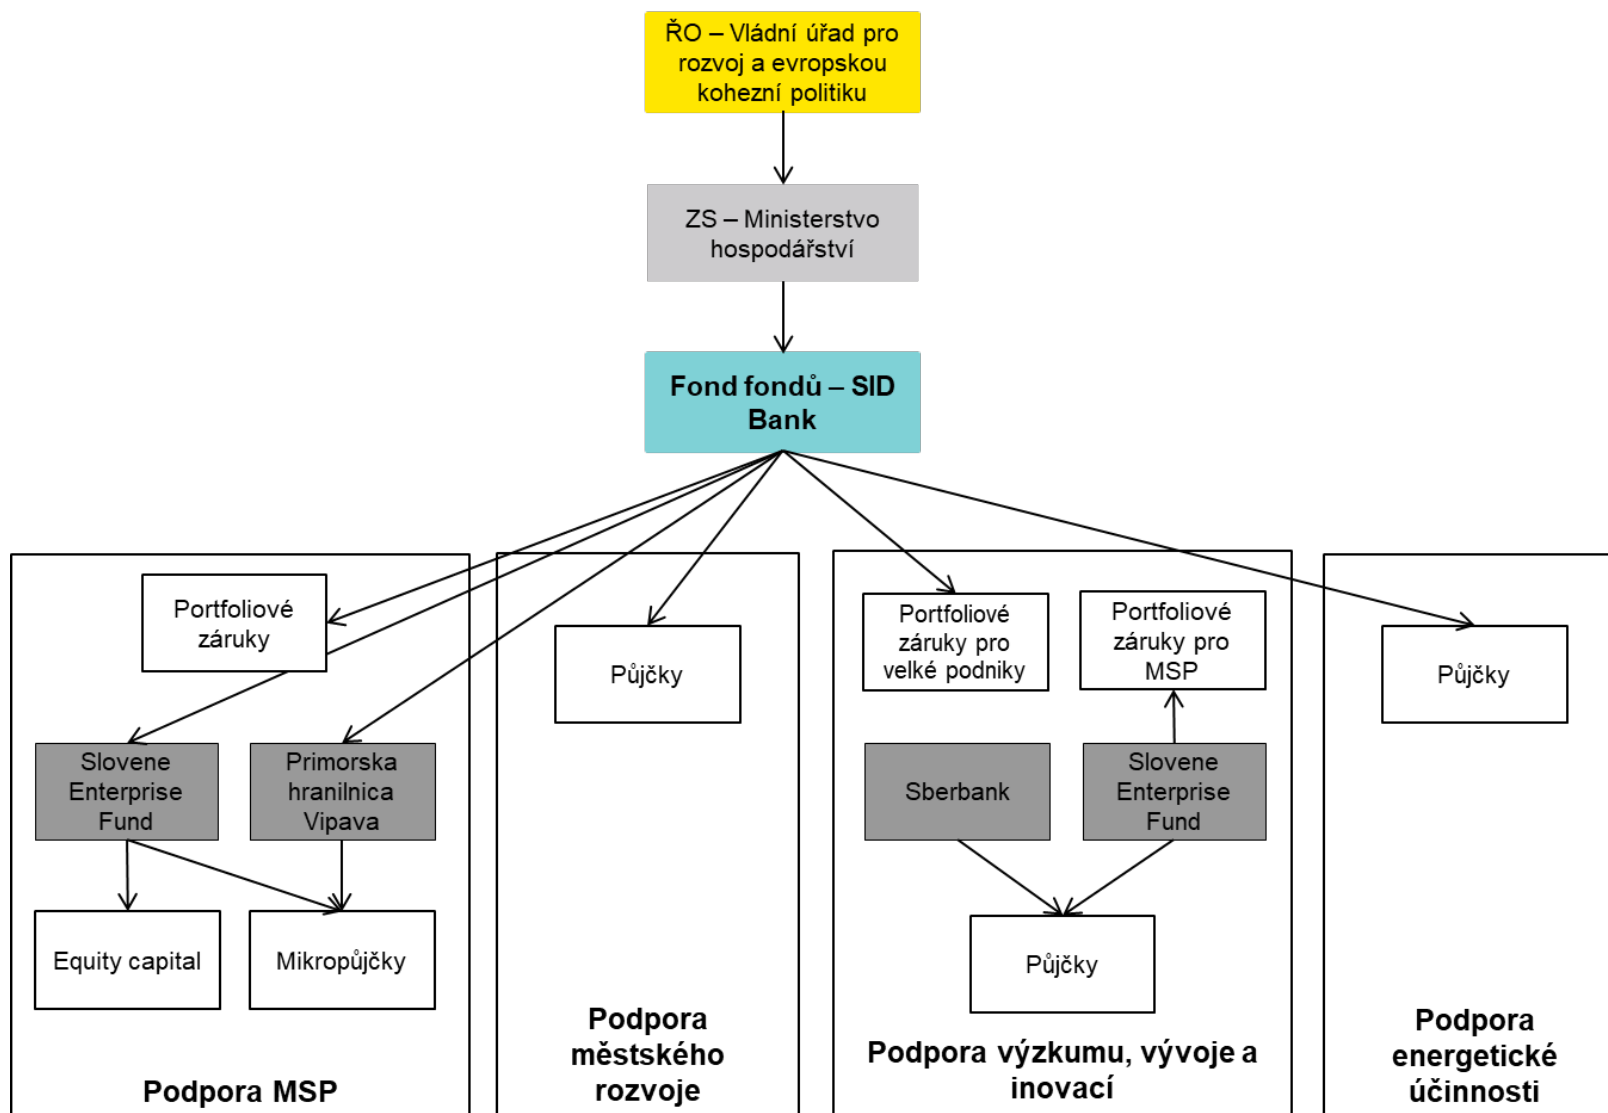 ŘO – Vládní úřad pro
rozvoj a evropskou
kohezní politiku
ZS – Ministerstvo
hospodářství
Fond fondů – SID
Bank
Portfoliové
záruky
Slovene
Enterprise
Fund
Primorska
hranilnica
Vipava
Equity capital
Mikropůjčky
Podpora MSP
Půjčky
Podpora
městského
rozvoje
Portfoliové
záruky pro
velké podniky
Portfoliové
záruky pro
MSP
Sberbank
Slovene
Enterprise
Fund
Půjčky
Podpora výzkumu, vývoje a
inovací
Půjčky
Podpora
energetické
účinnosti